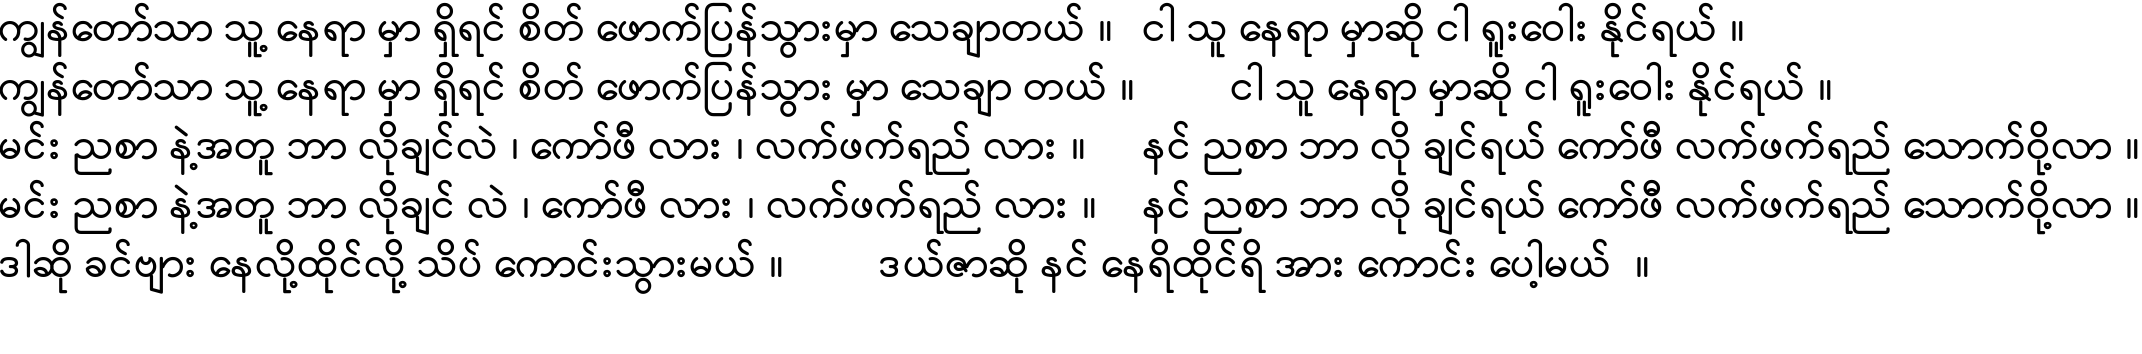 ကျွန်တော်သာ သူ့ နေရာ မှာ ရှိရင် စိတ် ဖောက်ပြန်သွားမှာ သေချာတယ် ။ ငါ သူ နေရာ မှာဆို ငါ ရူးဝေါး နိုင်ရယ် ။
ကျွန်တော်သာ သူ့ နေရာ မှာ ရှိရင် စိတ် ဖောက်ပြန်သွား မှာ သေချာ တယ် ။ ငါ သူ နေရာ မှာဆို ငါ ရူးဝေါး နိုင်ရယ် ။
မင်း ညစာ နဲ့အတူ ဘာ လိုချင်လဲ ၊ ကော်ဖီ လား ၊ လက်ဖက်ရည် လား ။ နင် ညစာ ဘာ လို ချင်ရယ် ကော်ဖီ လက်ဖက်ရည် သောက်ဝို့လာ ။
မင်း ညစာ နဲ့အတူ ဘာ လိုချင် လဲ ၊ ကော်ဖီ လား ၊ လက်ဖက်ရည် လား ။ နင် ညစာ ဘာ လို ချင်ရယ် ကော်ဖီ လက်ဖက်ရည် သောက်ဝို့လာ ။
ဒါဆို ခင်ဗျား နေလို့ထိုင်လို့ သိပ် ကောင်းသွားမယ် ။ ဒယ်ဇာဆို နင် နေရိထိုင်ရိ အား ကောင်း ပေါ့မယ် ။